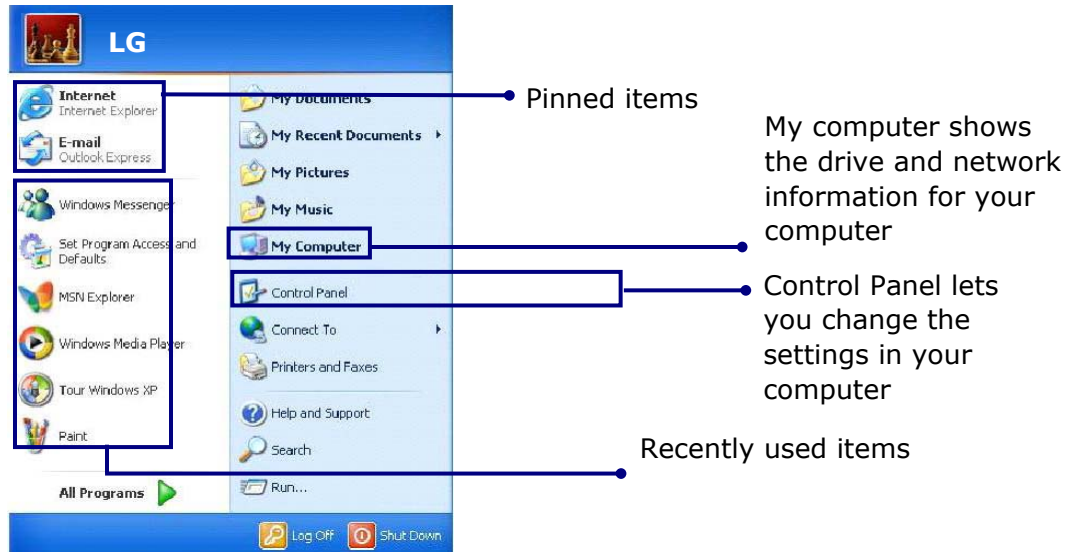 LG
Internet
Internet Explorer
E-mail
Outlook Express
Windows Messenger
Set Program Access and
Defaults
MSN Explorer
Windows Media Player
Tour Windows XP
Paint
All Programs
My Documents
My Recent Documents
My Pictures
My Music
My Computer
Control Panel
Connect To
Printers and Faxes
Help and Support
Search
Run...
Log Off
Shut Down
Pinned items
My computer shows
the drive and network
information for your
computer
Control Panel lets
you change the
settings in your
computer
Recently used items